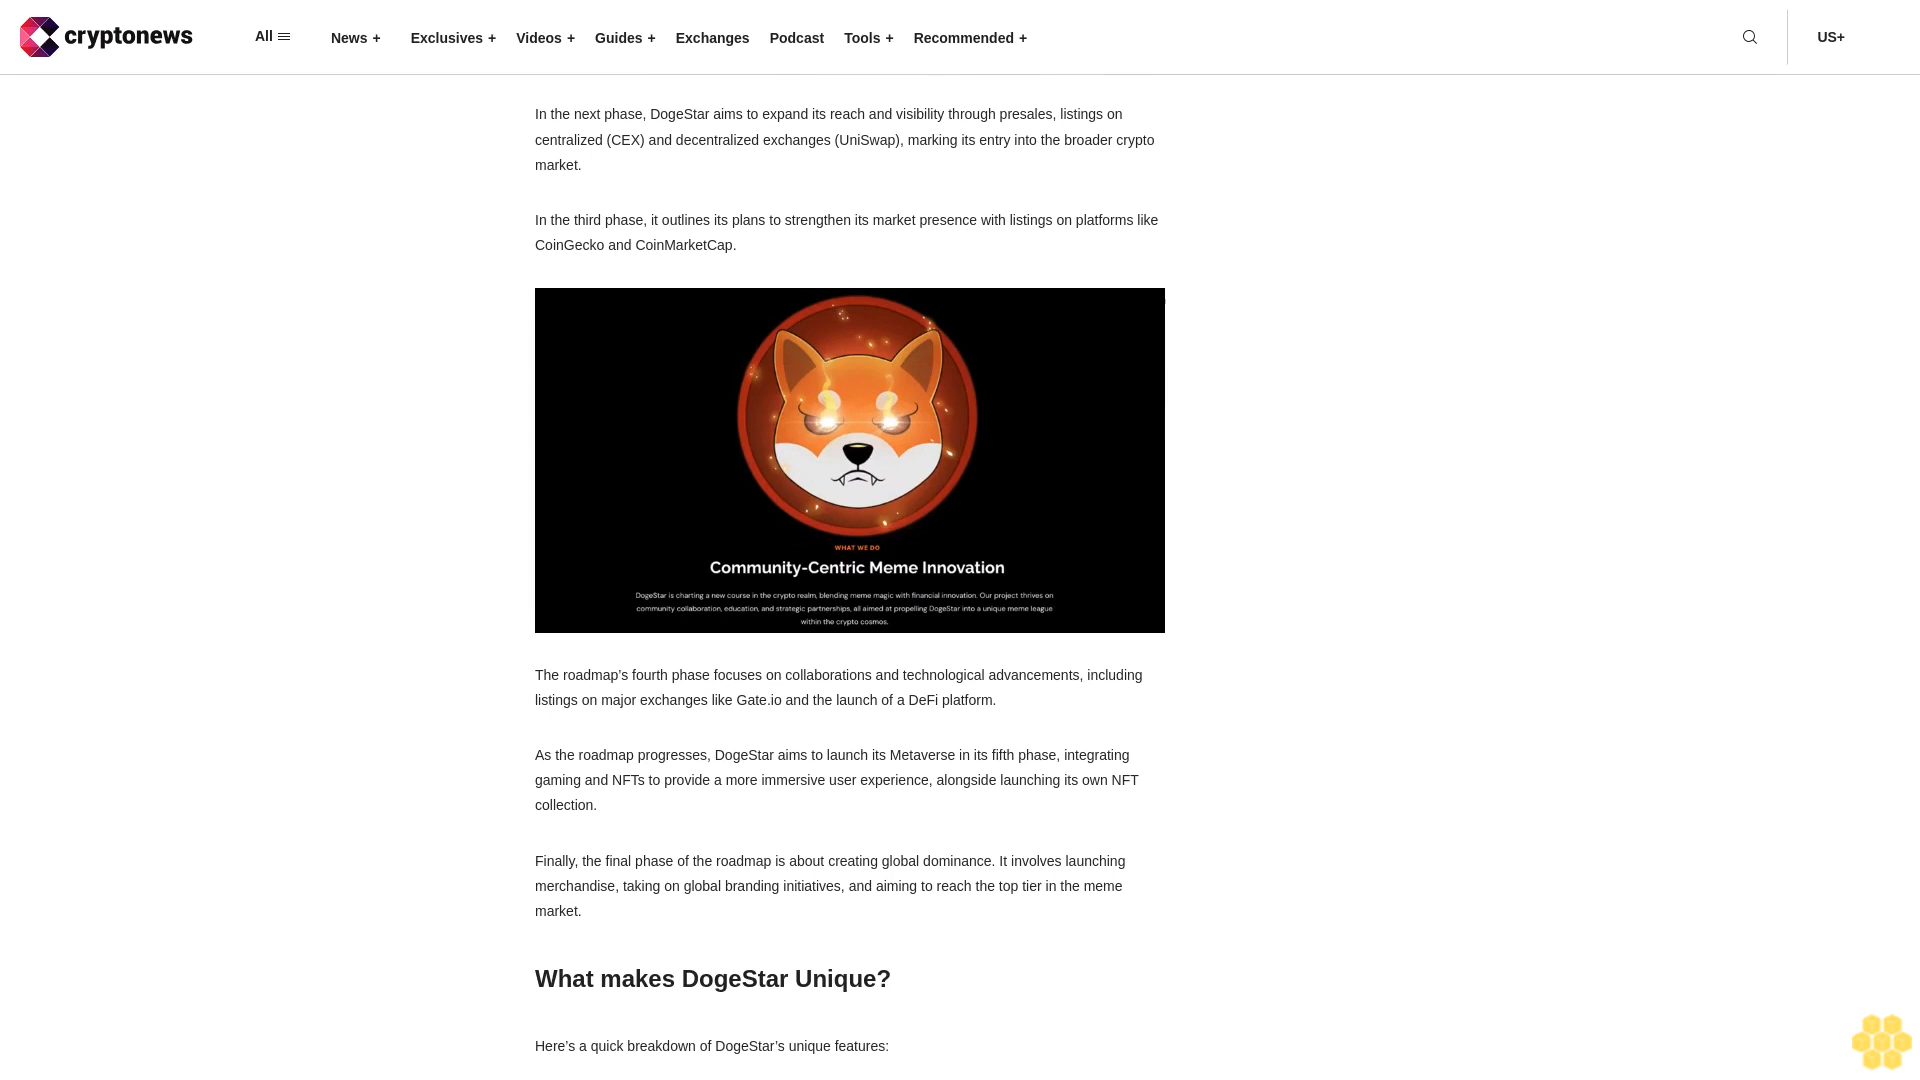 cryptonews
All
News + Exclusives + Videos + Guides + Exchanges Podcast Tools + Recommended +
US+
In the next phase, DogeStar aims to expand its reach and visibility through presales, listings on
centralized (CEX) and decentralized exchanges (UniSwap), marking its entry into the broader crypto
market.
In the third phase, it outlines its plans to strengthen its market presence with listings on platforms like
CoinGecko and CoinMarketCap.
WHAT WE DO
Community-Centric Meme Innovation
DogeStar is charting a new course in the crypto realm, blending meme magic with financial innovation. Our project thrives on
community collaboration, education, and strategic partnerships, all aimed at propelling DogeStar into a unique meme league
within the crypto cosmos.
The roadmap’s fourth phase focuses on collaborations and technological advancements, including
listings on major exchanges like Gate.io and the launch of a DeFi platform.
As the roadmap progresses, DogeStar aims to launch its Metaverse in its fifth phase, integrating
gaming and NFTs to provide a more immersive user experience, alongside launching its own NFT
collection.
Finally, the final phase of the roadmap is about creating global dominance. It involves launching
merchandise, taking on global branding initiatives, and aiming to reach the top tier in the meme
market.
What makes DogeStar Unique?
Here’s a quick breakdown of DogeStar’s unique features: